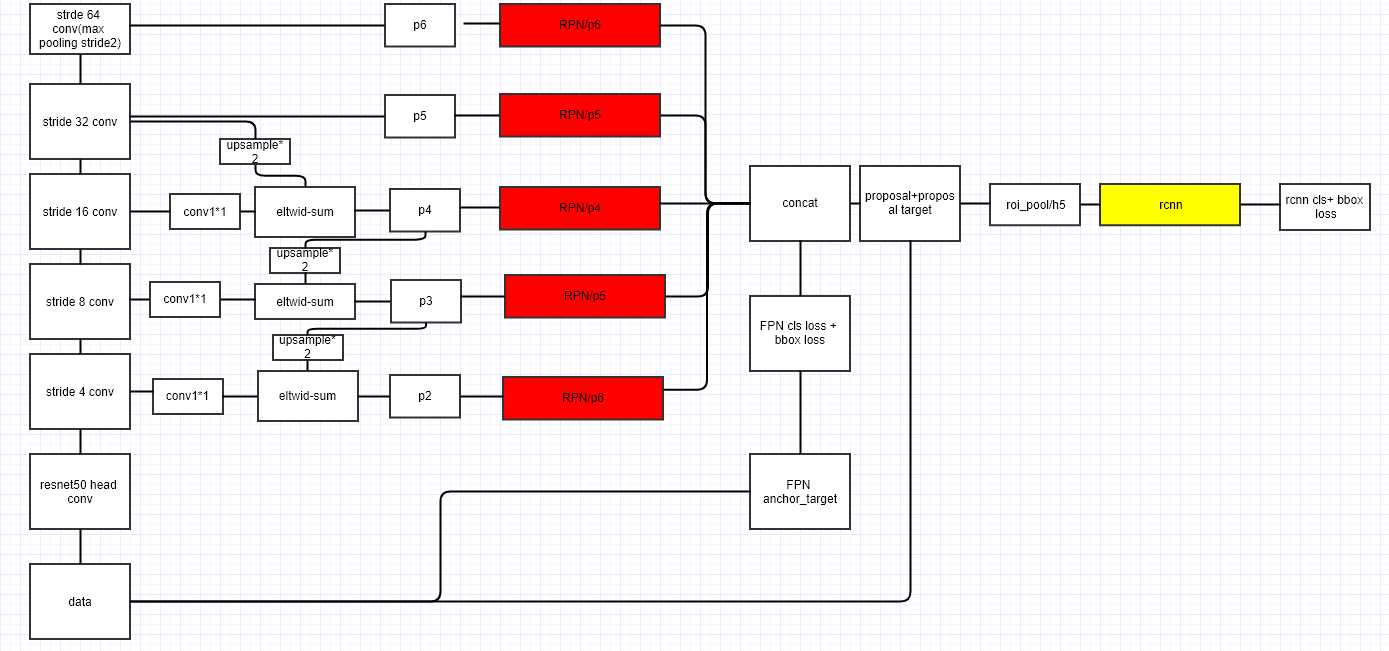 strde 64
conv(max
pooling stride2)
p6
RPN/p6
stride 32 conv
p5
RPN/p5
upsample*
2
stride 16 conv
conv1*1
eltwid-sum
p4
RPN/p4
concat
proposal+propos
al target
roi_pool/h5
rcnn
rcnn cls+ bbox
loss
upsample*
2
stride 8 conv
conv1*1
eltwid-sum
p3
RPN/p5
FPN cls loss +
bbox loss
upsample*
2
stride 4 conv
conv1*1
eltwid-sum
p2
RPN/p6
resnet50 head
conv
FPN
anchor_target
data